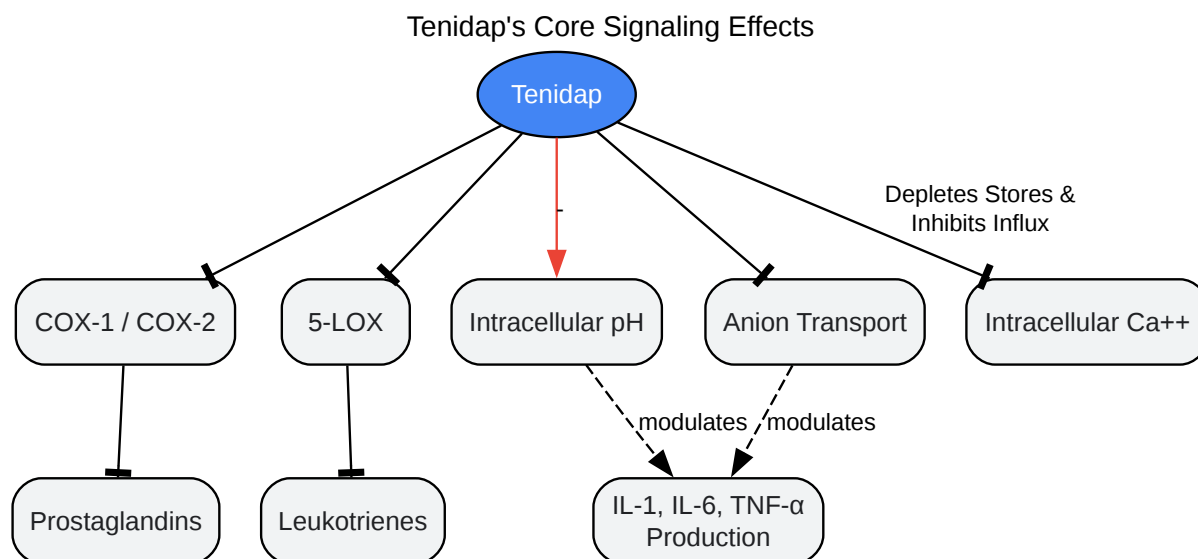 Tenidap's Core Signaling Effects
Tenidap
Depletes Stores &
Inhibits Influx
-
COX-1 / COX-2
5-LOX
Intracellular pH
Anion Transport
Intracellular Ca++
modulates
modulates
Prostaglandins
Leukotrienes
IL-1, IL-6, TNF-α
Production